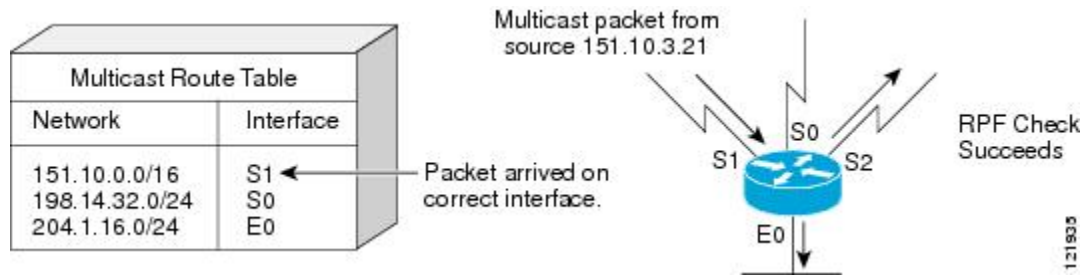 Multicast Route Table
Network Interface
151.10.0.0/16 S1
198.14.32.0/24 S0
204.1.16.0/24 E0
Packet arrived on
correct interface.
Multicast packet from
source 151.10.3.21
S0
S1
S2
E0
RPF Check
Succeeds
121935